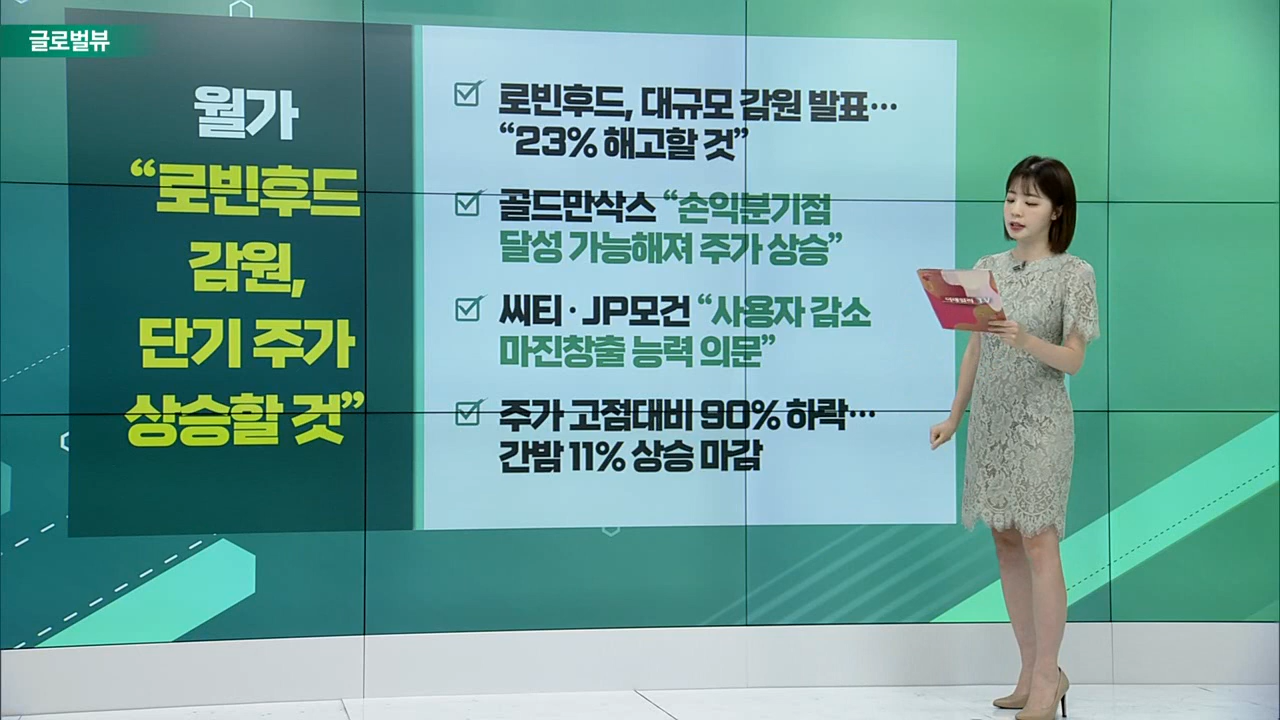 글로벌뷰
월가
“로빈후드
감원,
단기 주가
상승할 것”
로빈후드, 대규모 감원 발표…
“23% 해고할 것”
골드만삭스 “손익분기점
달성 가능해져 주가 상승”
씨티·JP모건 “사용자 감소
마진창출 능력 의문”
주가 고점대비 90% 하락…
간밤 11% 상승 마감
TV